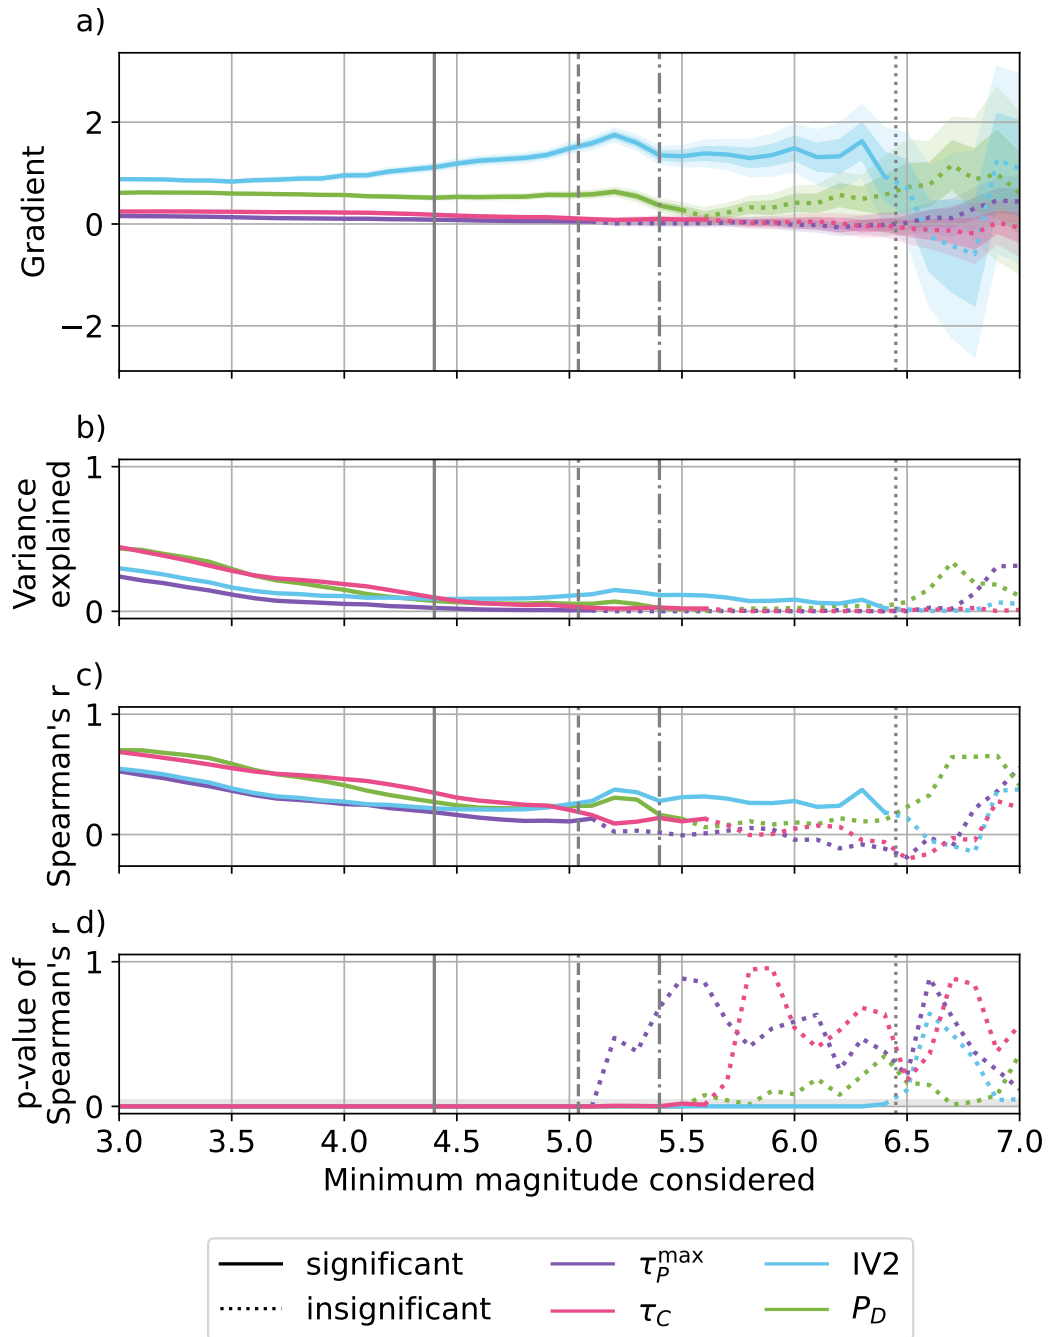 a)
Gradient
2
0
−2
b)
Variance
explained
1
0
c)
Spearman's r
1
0
d)
p-value of
Spearman's r
1
0
3.0 3.5 4.0 4.5 5.0 5.5 6.0 6.5 7.0
Minimum magnitude considered
significant τ_P^max IV2
insignificant τ_C P_D